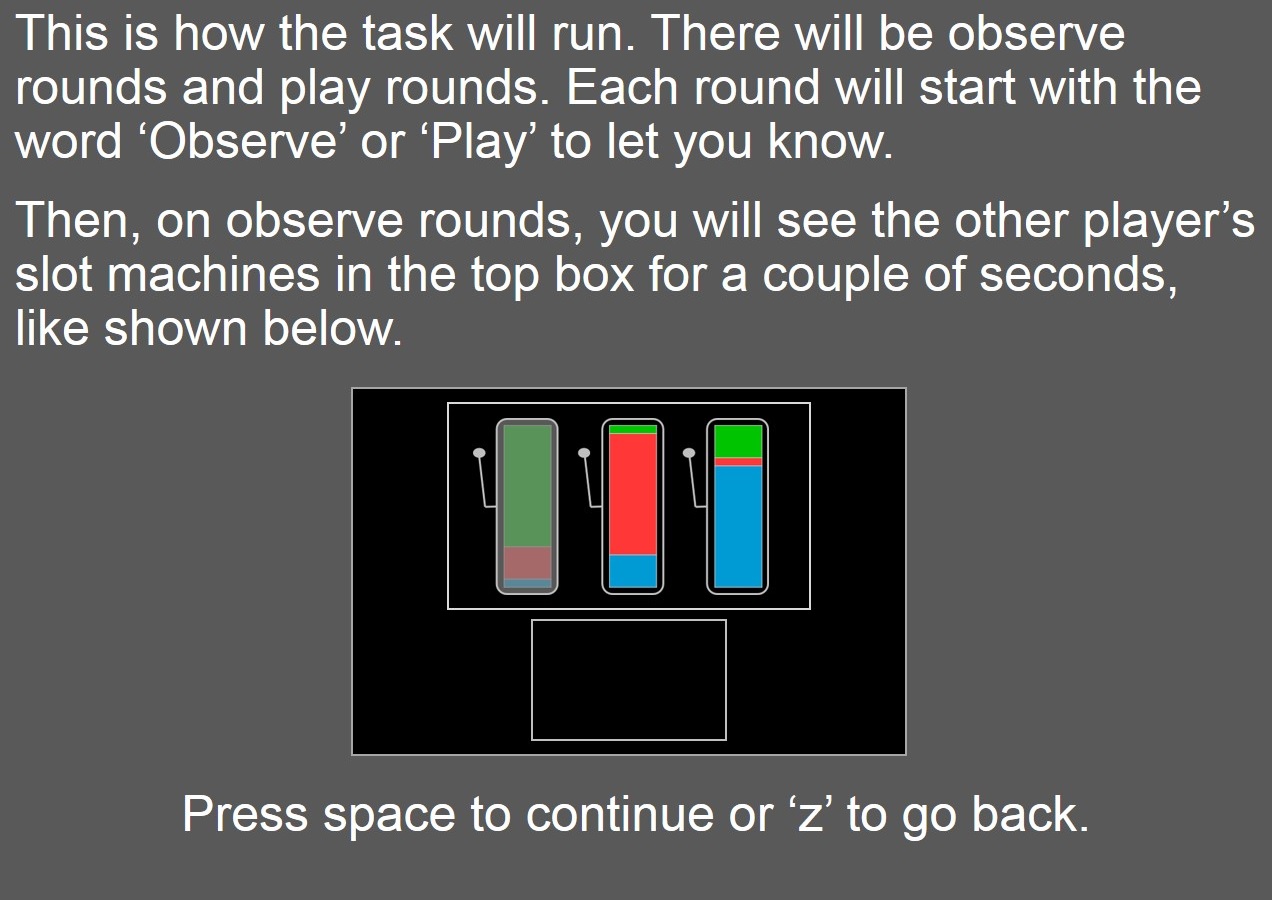 This is how the task will run. There will be observe
rounds and play rounds. Each round will start with the
word ‘Observe’ or ‘Play’ to let you know.
Then, on observe rounds, you will see the other player’s
slot machines in the top box for a couple of seconds,
like shown below.
Press space to continue or ‘z’ to go back.